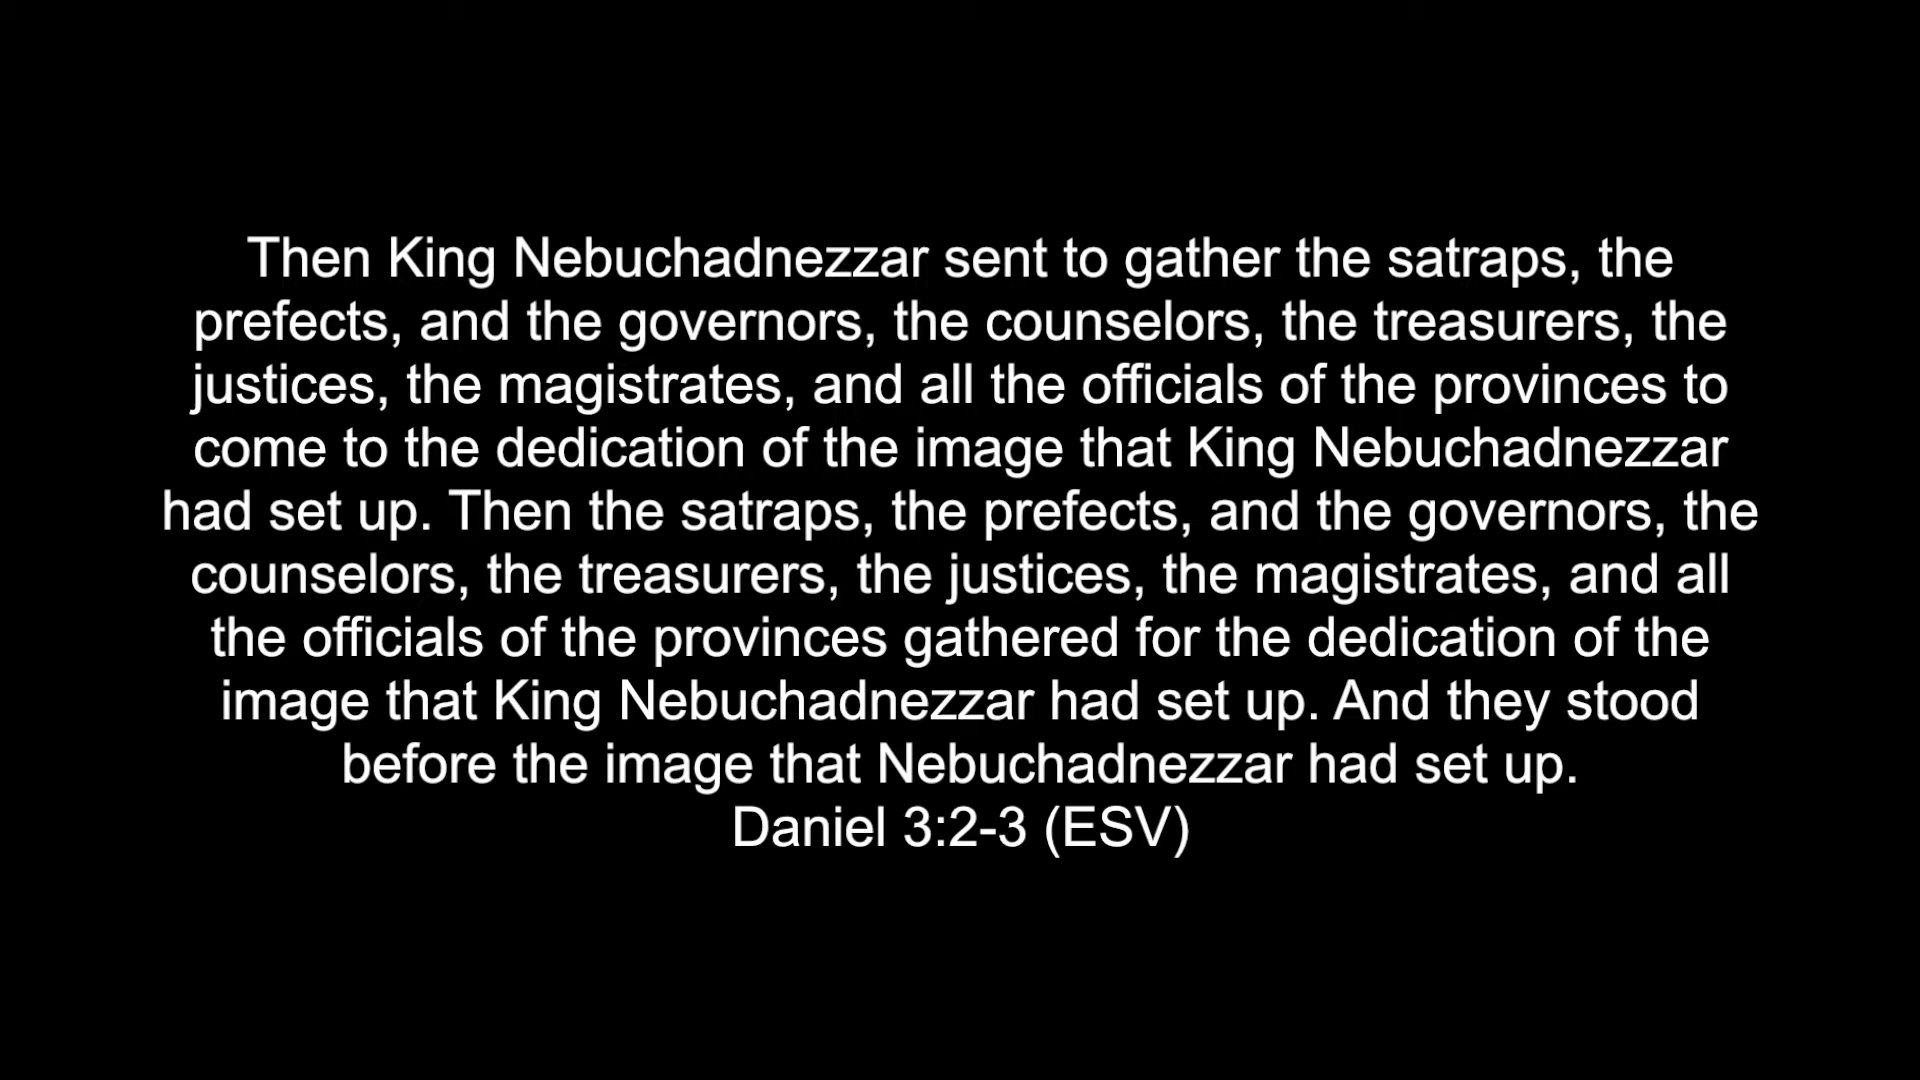 Then King Nebuchadnezzar sent to gather the satraps, the
prefects, and the governors, the counselors, the treasurers, the
justices, the magistrates, and all the officials of the provinces to
come to the dedication of the image that King Nebuchadnezzar
had set up. Then the satraps, the prefects, and the governors, the
counselors, the treasurers, the justices, the magistrates, and all
the officials of the provinces gathered for the dedication of the
image that King Nebuchadnezzar had set up. And they stood
before the image that Nebuchadnezzar had set up.
Daniel 3:2-3 (ESV)